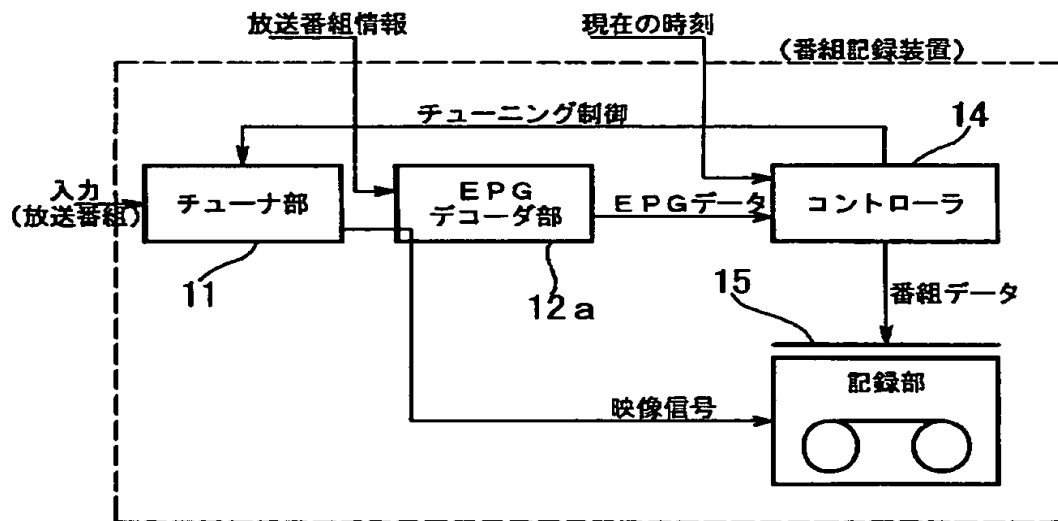 放送番組情報
現在の時刻
(番組記録装置)
チューニング制御
14
入力
(放送番組)
チューナ部
EPG
デコーダ部
EPGデータ
コントローラ
11
12a
15
番組データ
記録部
映像信号